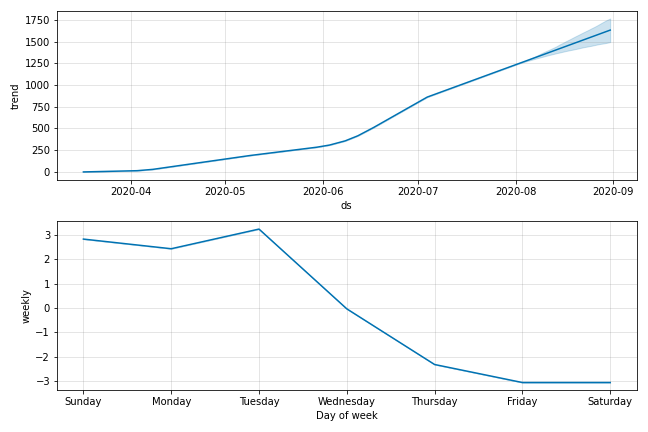 1750
1500
1250
1000
750
500
250
0
trend
2020-04 2020-05 2020-06 2020-07 2020-08 2020-09
ds
3
2
1
0
−1
−2
−3
weekly
Sunday Monday Tuesday Wednesday Thursday Friday Saturday
Day of week